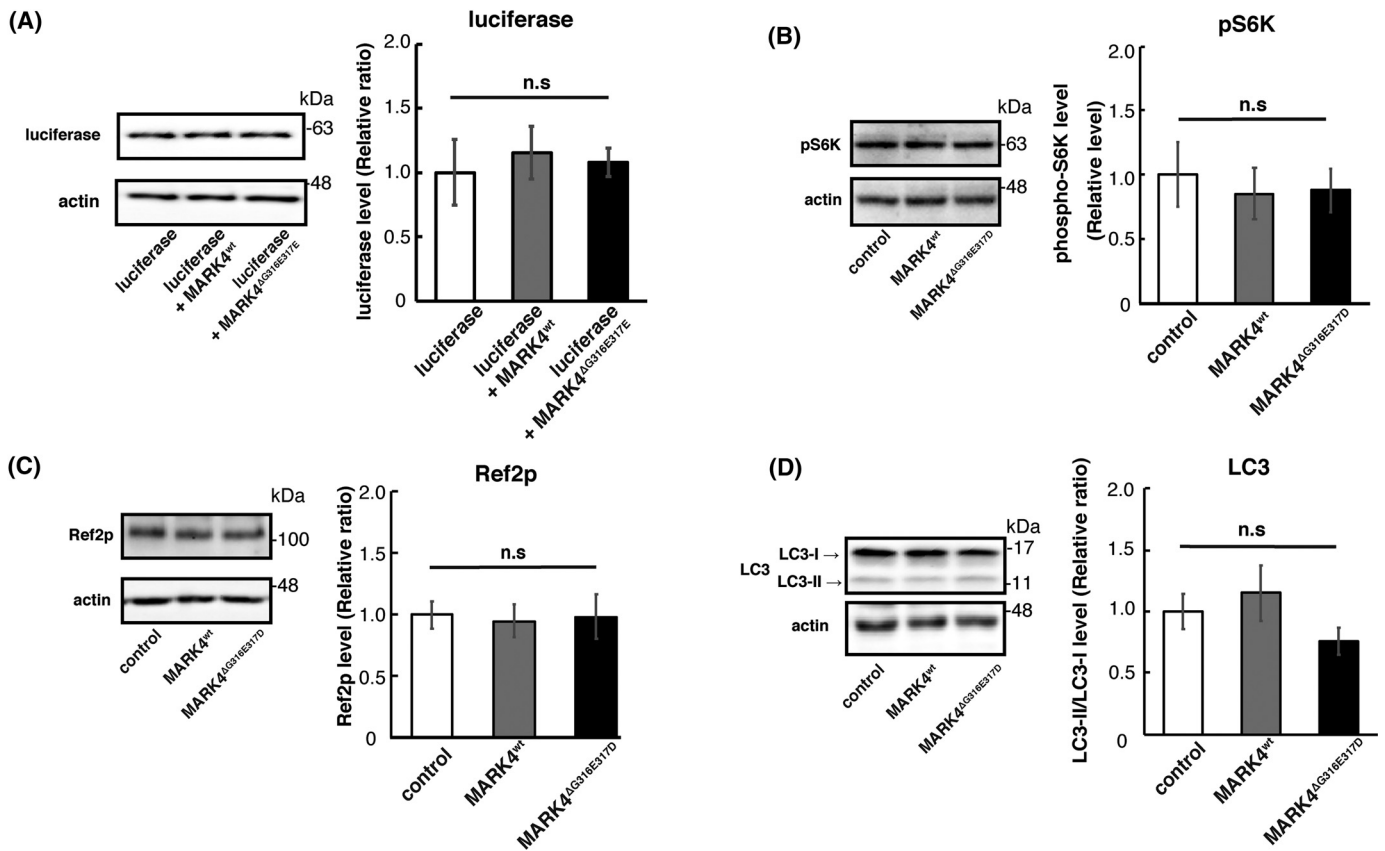 (A)
kDa
luciferase
-63
actin
-48
luciferase
luciferase
+ MARK4wt
luciferase
+ MARK4ΔG316E317E
luciferase
luciferase level (Relative ratio)
2.0
1.5
1.0
0.5
0
n.s
luciferase
luciferase
+ MARK4wt
luciferase
+ MARK4ΔG316E317E
(B)
kDa
pS6K
-63
actin
-48
control
MARK4wt
MARK4ΔG316E317D
pS6K
phospho-S6K level
(Relative level)
2.0
1.5
1.0
0.5
0
n.s
control
MARK4wt
MARK4ΔG316E317D
(C)
kDa
Ref2p
-100
actin
-48
control
MARK4wt
MARK4ΔG316E317D
Ref2p
Ref2p level (Relative ratio)
2.0
1.5
1.0
0.5
0
n.s
control
MARK4wt
MARK4ΔG316E317D
(D)
kDa
LC3
LC3-I →
LC3-II →
-17
-11
actin
-48
control
MARK4wt
MARK4ΔG316E317D
LC3
LC3-II/LC3-I level (Relative ratio)
2.0
1.5
1.0
0.5
0
n.s
control
MARK4wt
MARK4ΔG316E317D